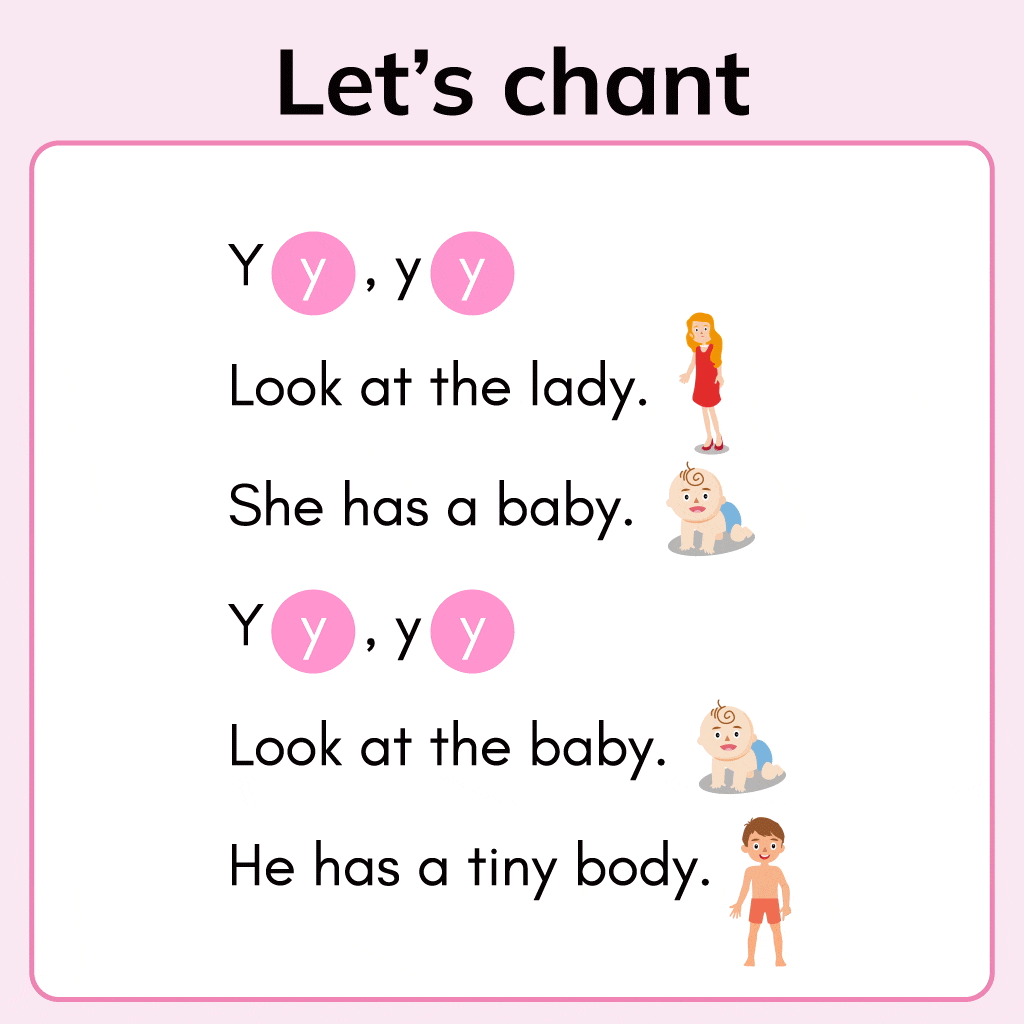 Let's chant
Y y , y y
Look at the lady.
She has a baby.
Y y , y y
Look at the baby.
He has a tiny body.